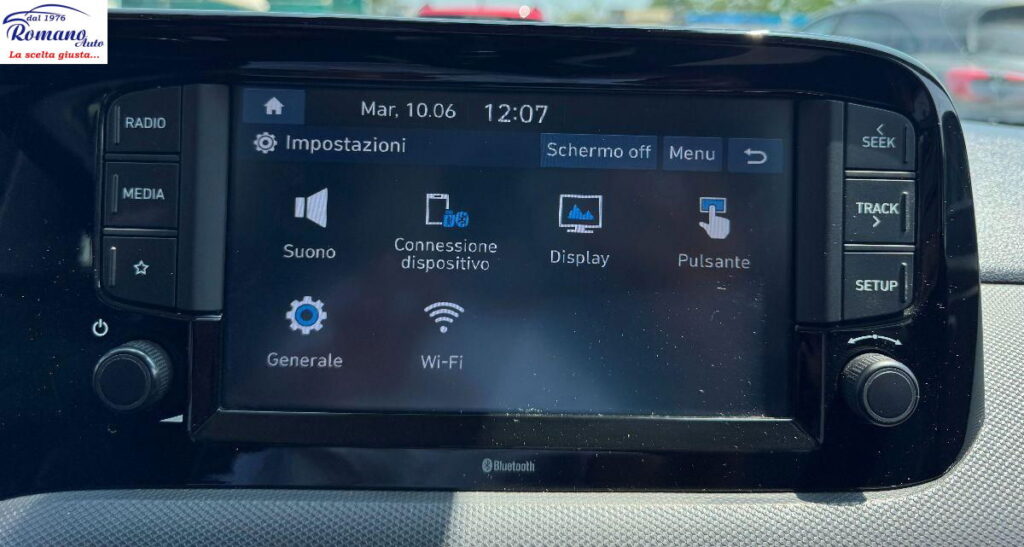 dal 1976
Romano
Auto
La scelta giusta...
RADIO
MEDIA
Mar, 10.06 12:07
Impostazioni
Schermo off
Menu
Suono
Connessione
dispositivo
Display
Pulsante
Generale
Wi-Fi
SEEK
TRACK
SETUP
Bluetooth